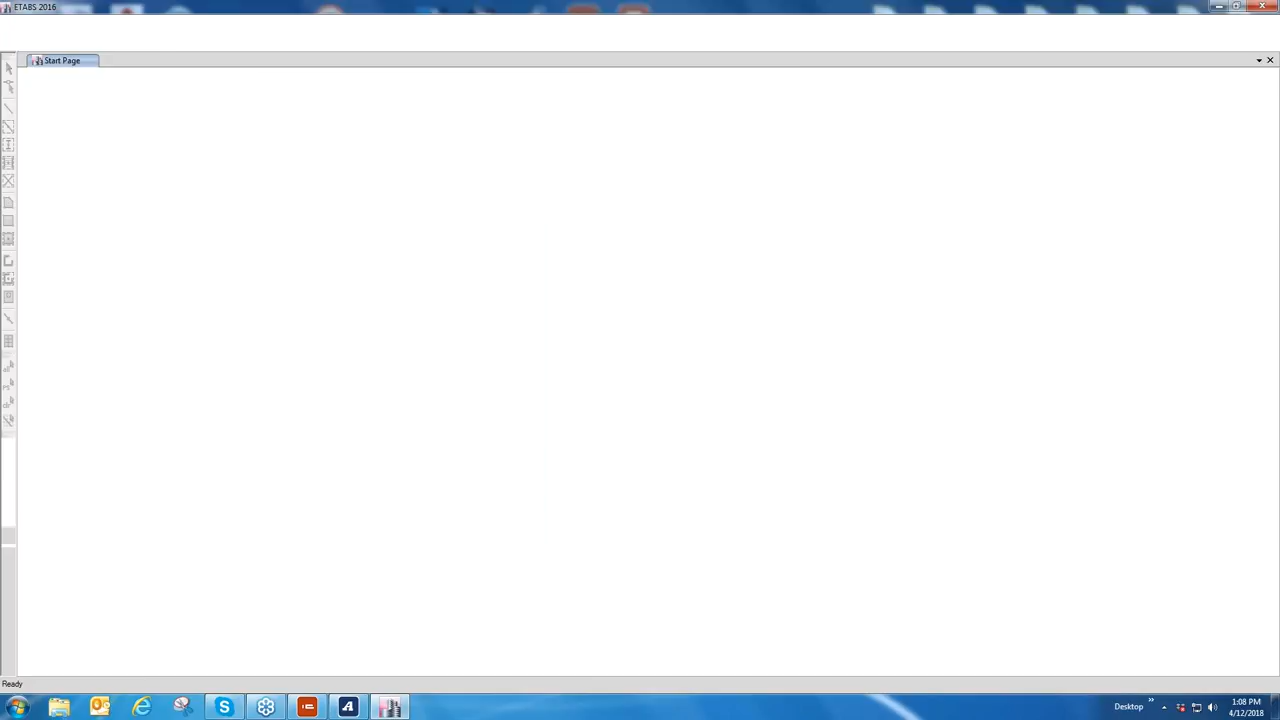 ETABS 2016
Start Page
Ready
Desktop
1:08 PM
4/12/2018